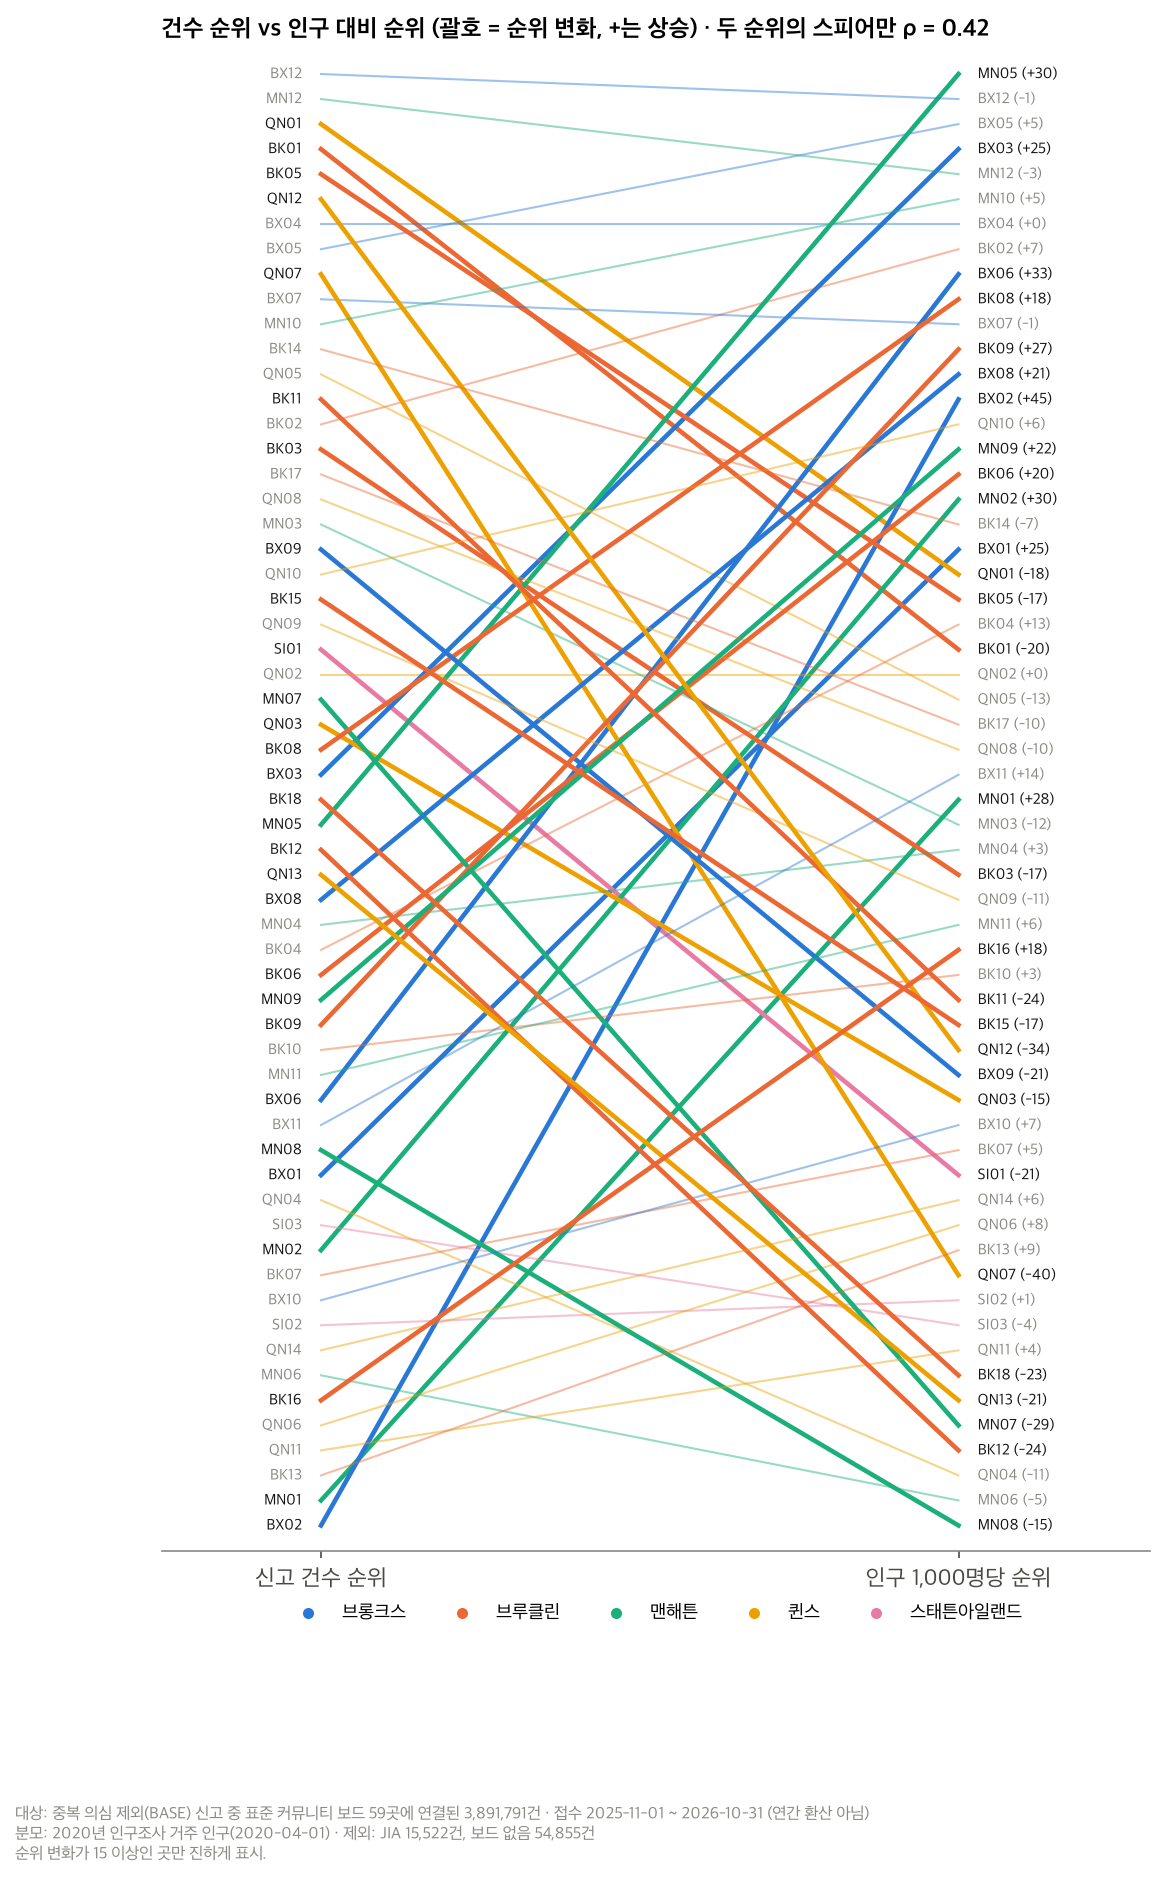 건수 순위 vs 인구 대비 순위 (괄호 = 순위 변화, +는 상승) · 두 순위의 스피어만 ρ = 0.42
BX12 MN05 (+30)
MN12 BX12 (−1)
QN01 BX05 (+5)
BK01 BX03 (+25)
BK05 MN12 (−3)
QN12 MN10 (+5)
BX04 BX04 (+0)
BX05 BK02 (+7)
QN07 BX06 (+33)
BX07 BK08 (+18)
MN10 BX07 (−1)
BK14 BK09 (+27)
QN05 BX08 (+21)
BK11 BX02 (+45)
BK02 QN10 (+6)
BK03 MN09 (+22)
BK17 BK06 (+20)
QN08 MN02 (+30)
MN03 BK14 (−7)
BX09 BX01 (+25)
QN10 QN01 (−18)
BK15 BK05 (−17)
QN09 BK04 (+13)
SI01 BK01 (−20)
QN02 QN02 (+0)
MN07 QN05 (−13)
QN03 BK17 (−10)
BK08 QN08 (−10)
BX03 BX11 (+14)
BK18 MN01 (+28)
MN05 MN03 (−12)
BK12 MN04 (+3)
QN13 BK03 (−17)
BX08 QN09 (−11)
MN04 MN11 (+6)
BK04 BK16 (+18)
BK06 BK10 (+3)
MN09 BK11 (−24)
BK09 BK15 (−17)
BK10 QN12 (−34)
MN11 BX09 (−21)
BX06 QN03 (−15)
BX11 BX10 (+7)
MN08 BK07 (+5)
BX01 SI01 (−21)
QN04 QN14 (+6)
SI03 QN06 (+8)
MN02 BK13 (+9)
BK07 QN07 (−40)
BX10 SI02 (+1)
SI02 SI03 (−4)
QN14 QN11 (+4)
MN06 BK18 (−23)
BK16 QN13 (−21)
QN06 MN07 (−29)
QN11 BK12 (−24)
BK13 QN04 (−11)
MN01 MN06 (−5)
BX02 MN08 (−15)
신고 건수 순위 인구 1,000명당 순위
브롱크스 브루클린 맨해튼 퀸스 스태튼아일랜드
대상: 중복 의심 제외(BASE) 신고 중 표준 커뮤니티 보드 59곳에 연결된 3,891,791건 · 접수 2025-11-01 ~ 2026-10-31 (연간 환산 아님)
분모: 2020년 인구조사 거주 인구(2020-04-01) · 제외: JIA 15,522건, 보드 없음 54,855건
순위 변화가 15 이상인 곳만 진하게 표시.